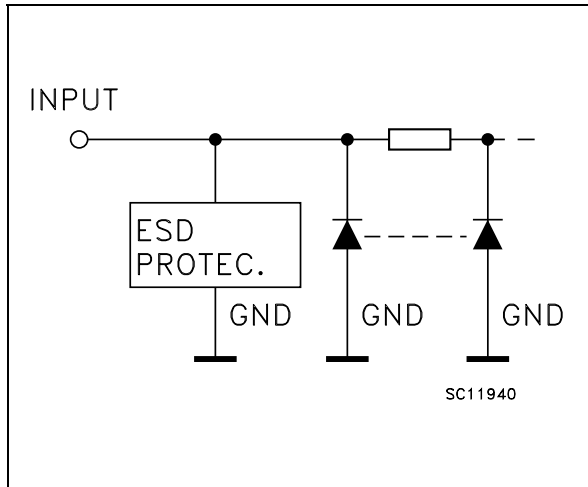 INPUT
ESD
PROTEC.
GND
GND
GND
SC11940